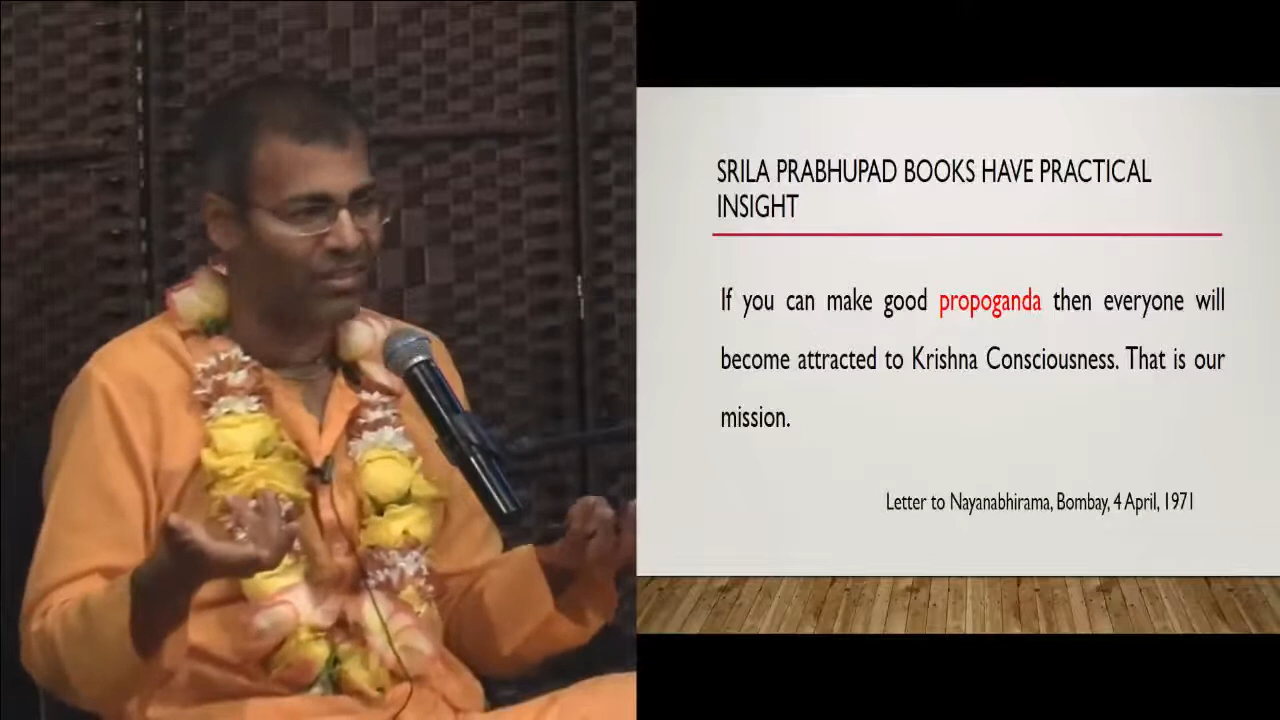 SRILA PRABHUPAD BOOKS HAVE PRACTICAL
INSIGHT
If you can make good propoganda then everyone will
become attracted to Krishna Consciousness. That is our
mission.
Letter to Nayanabhirama, Bombay, 4 April, 1971